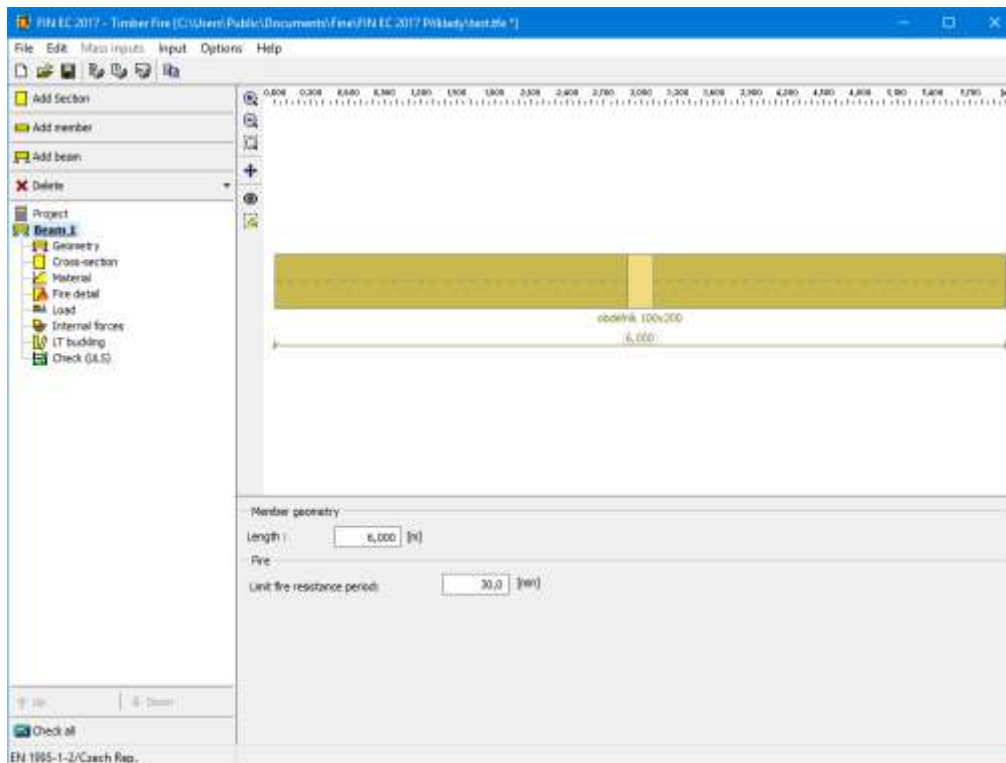 FIN EC 2017 - Timber Fire [C:\Users\Public\Documents\Fine\FIN EC 2017 Příklady\test.tfe *]
File Edit Mass inputs Input Options Help
Add Section
Add member
Add beam
Delete
Project
Beam 1
Geometry
Cross-section
Material
Fire detail
Load
Internal forces
LT buckling
Check (ULS)
obdelník 100x200
6,000
Member geometry
Length : 6,000 [m]
Fire
Limit fire resistance period: 30,0 [min]
Up Down
Check all
EN 1995-1-2/Czech Rep.